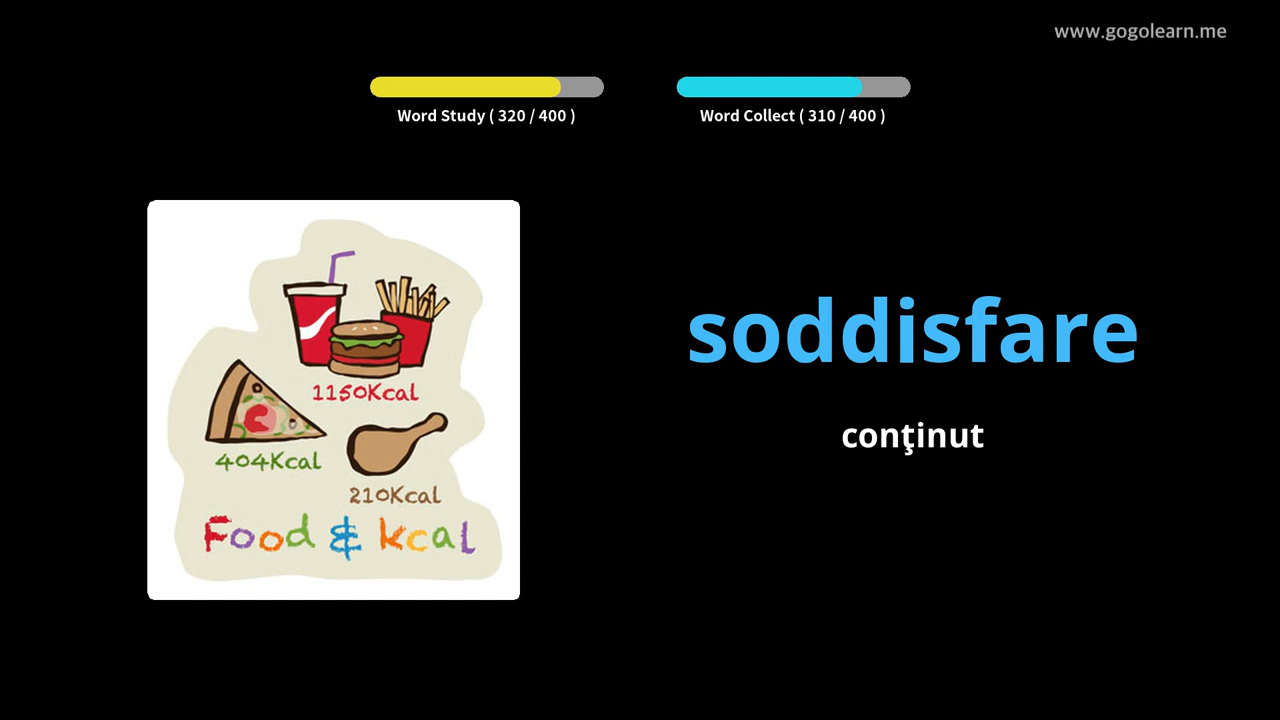 www.gogolearn.me
Word Study ( 320 / 400 )
Word Collect ( 310 / 400 )
1150Kcal
404Kcal
210Kcal
Food & kcal
soddisfare
conţinut